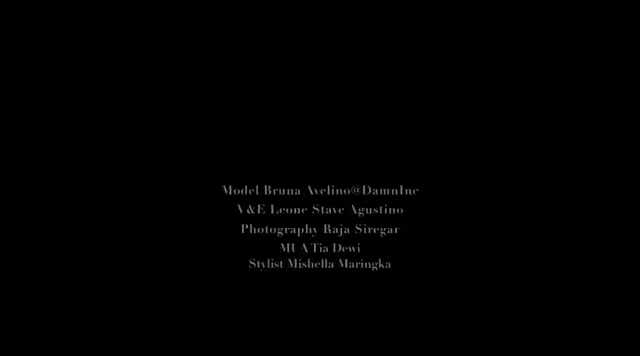 Model Bruna Avelino@DamnInc
V&E Leone Stave Agustino
Photography Raja Siregar
MUA Tia Dewi
Stylist Mishella Maringka